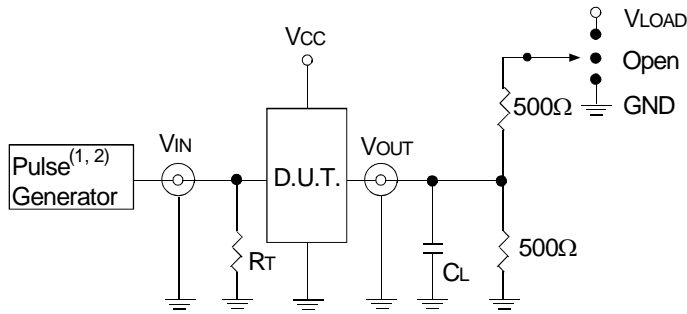 VLOAD
VCC
Open
500Ω
GND
VIN
VOUT
Pulse(1, 2)
Generator
D.U.T.
RT
CL
500Ω